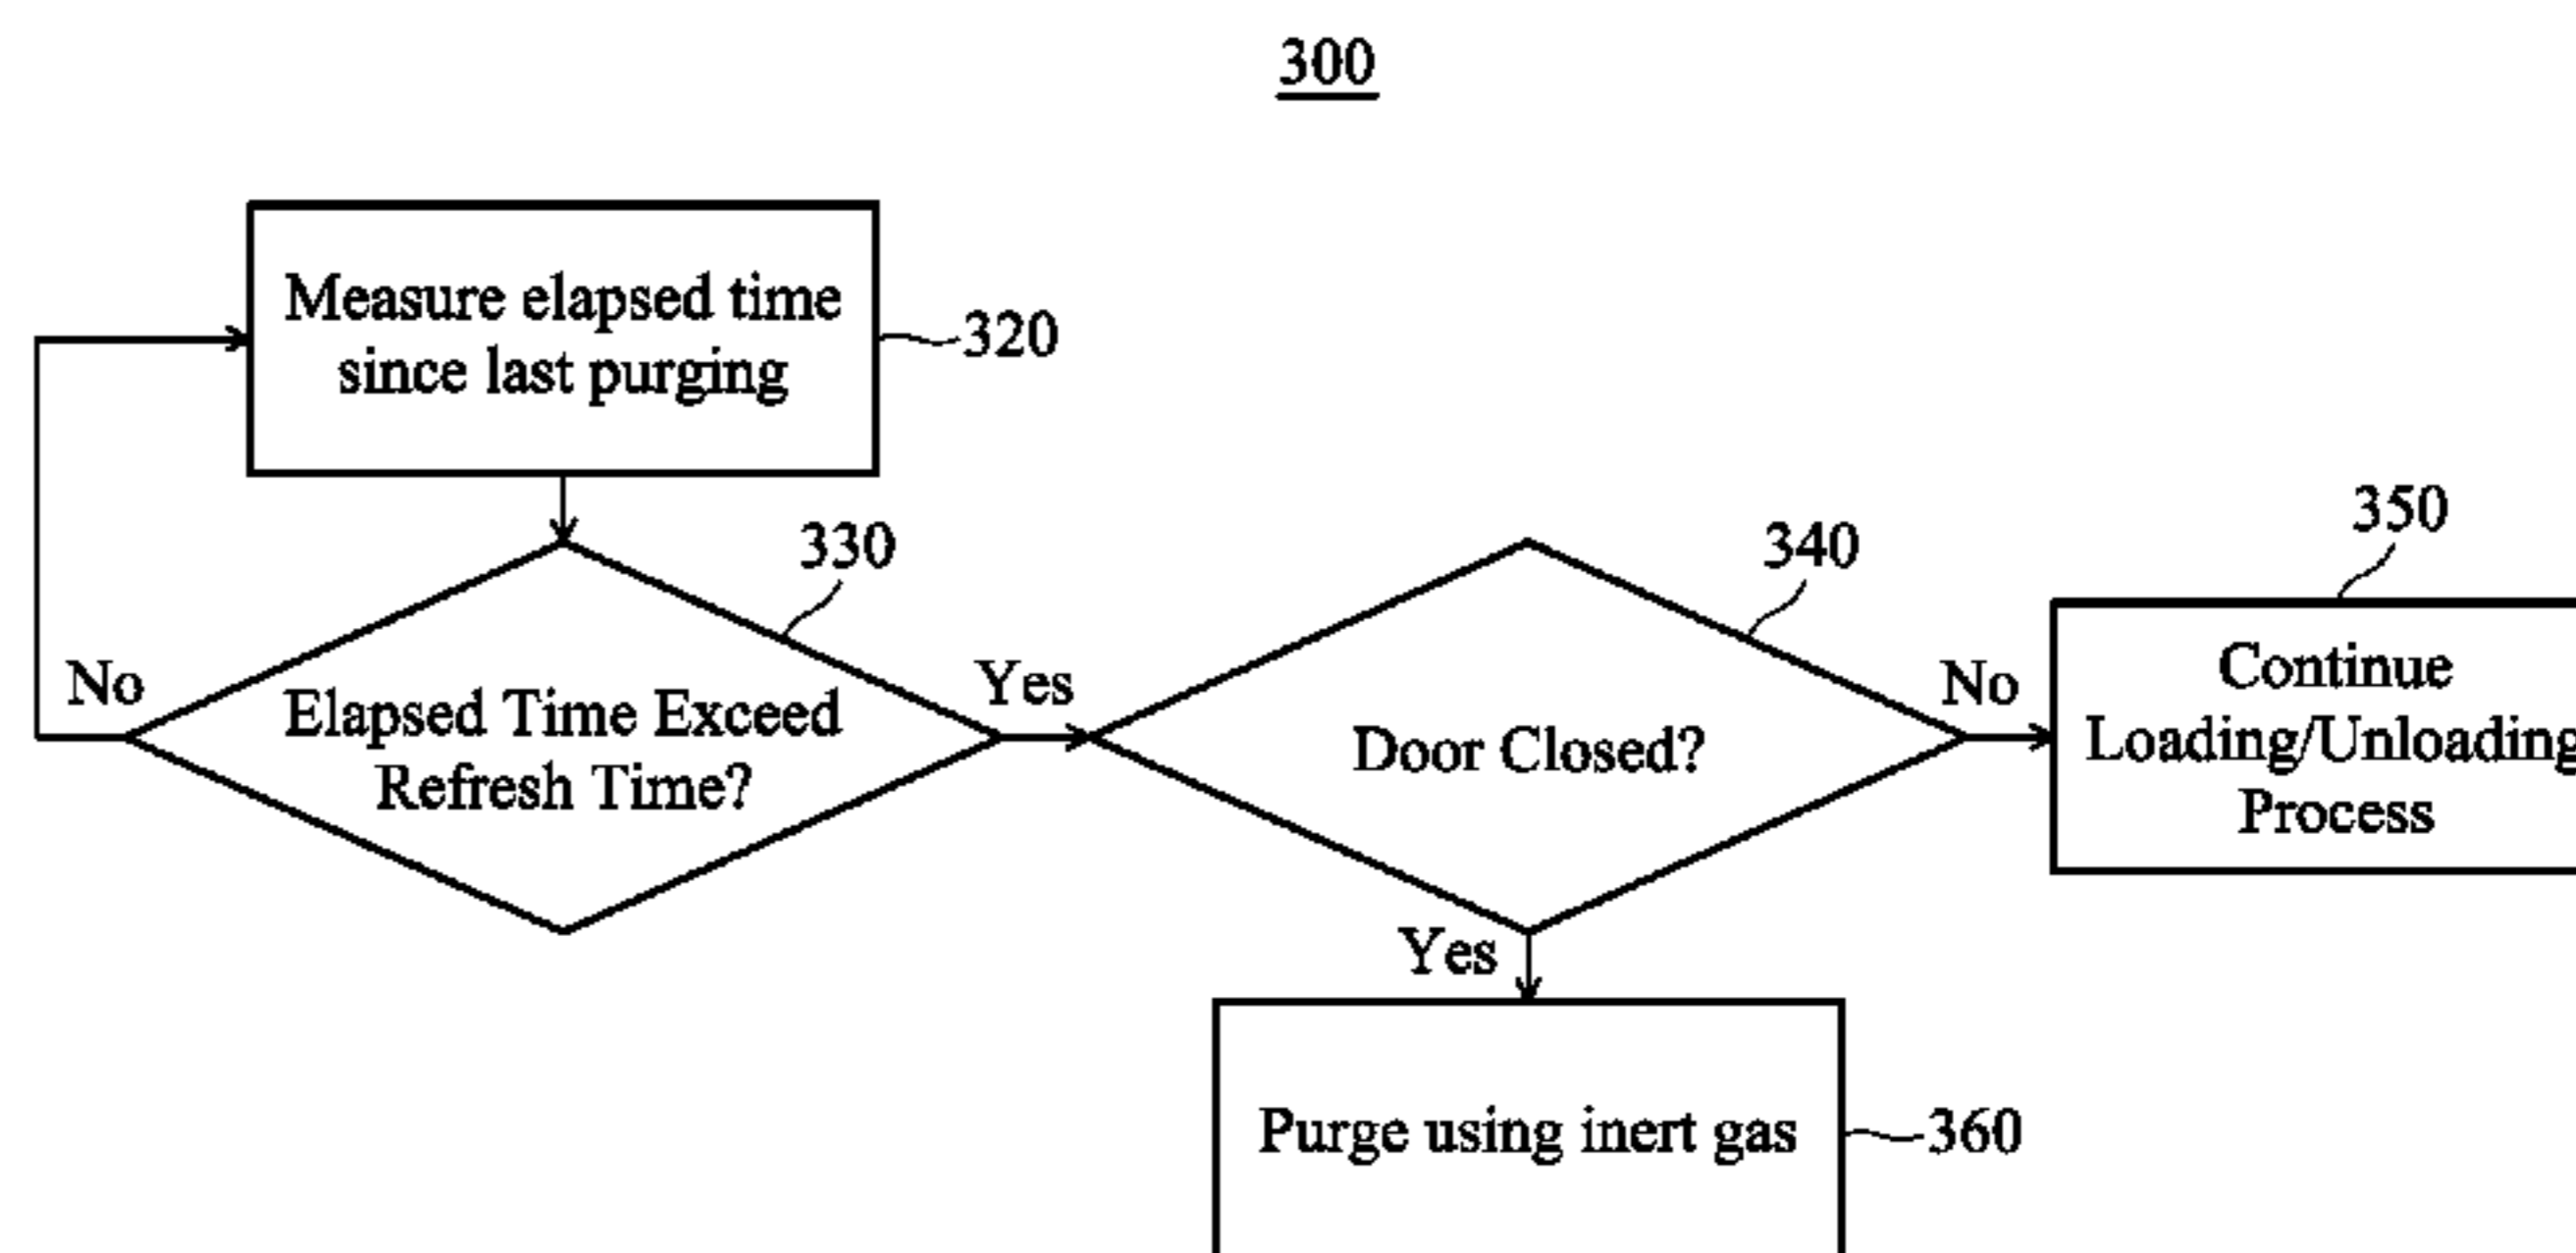 300
Measure elapsed time
since last purging
320
330
340
350
No
Elapsed Time Exceed
Refresh Time?
Yes
Door Closed?
No
Continue
Loading/Unloading
Process
Yes
Purge using inert gas
360